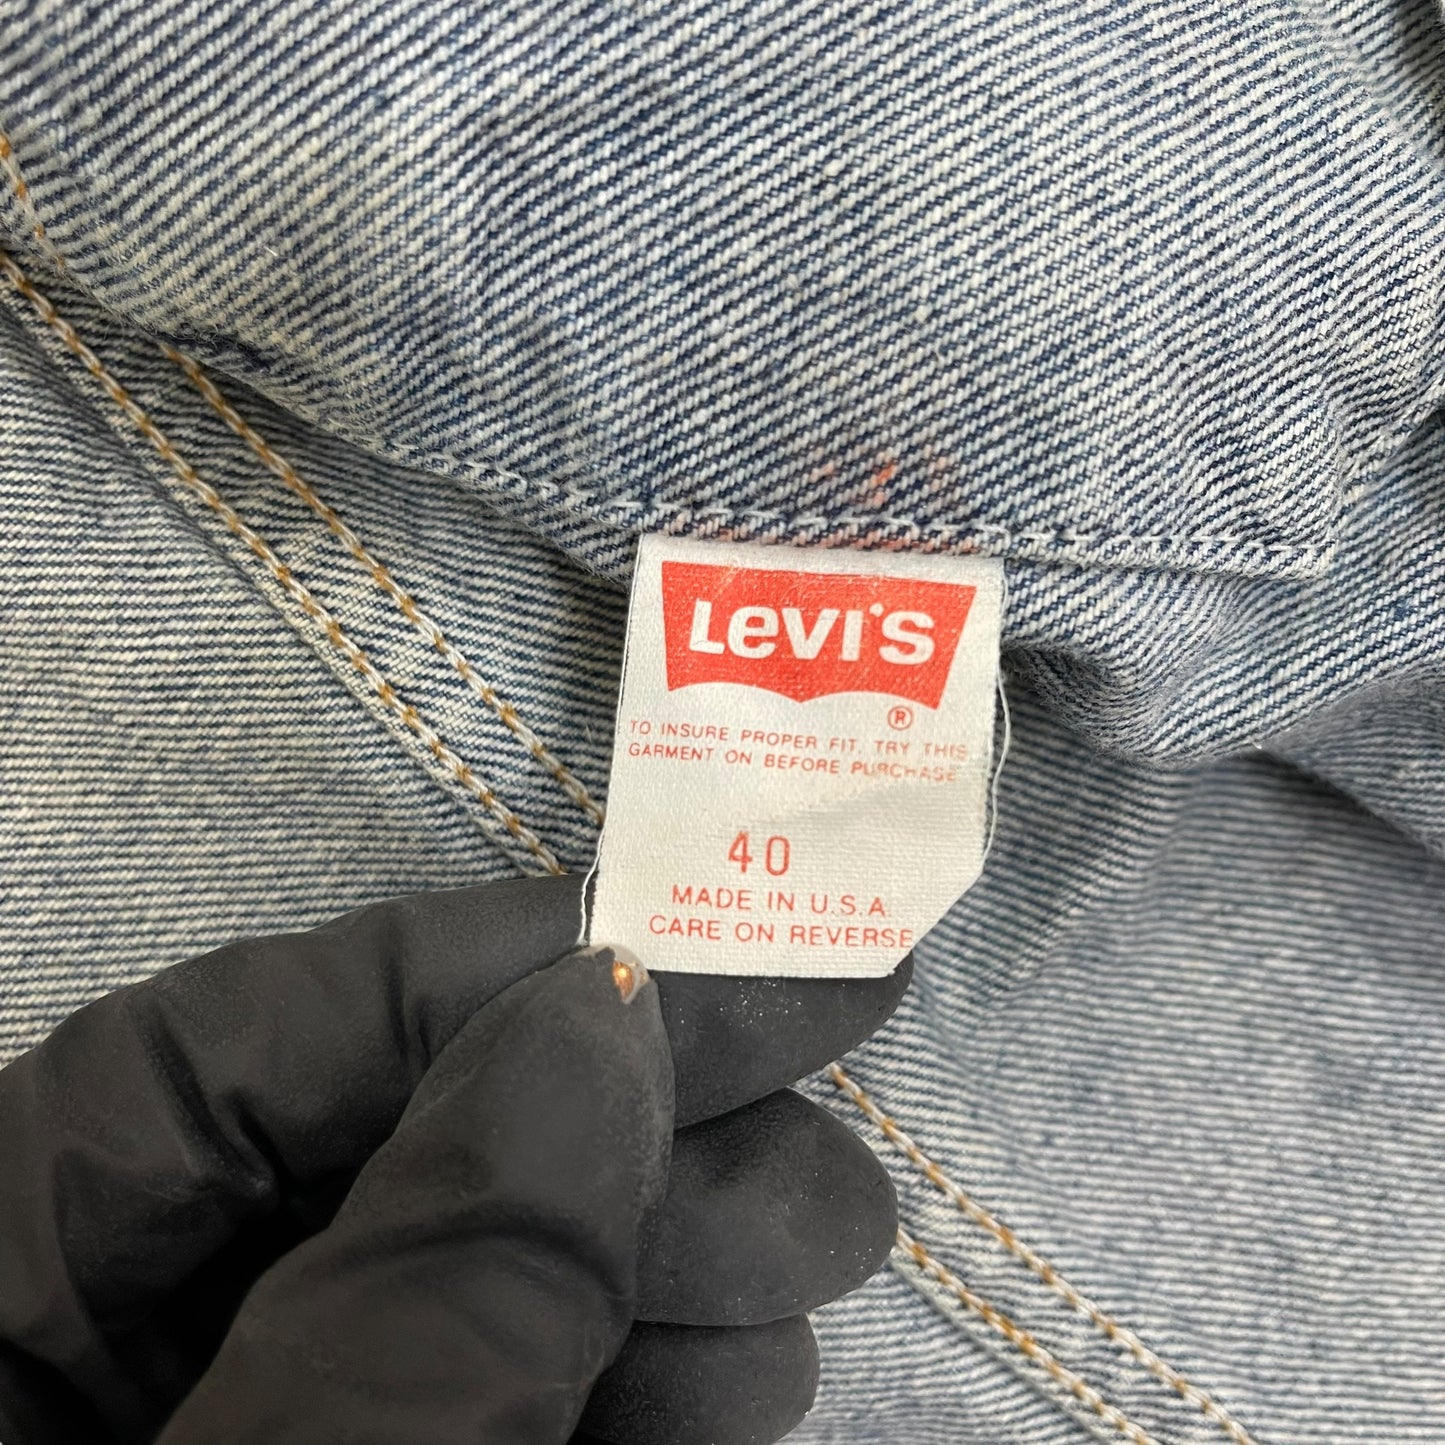 Levi's
®
TO INSURE PROPER FIT, TRY THIS
GARMENT ON BEFORE PURCHASE
40
MADE IN U.S.A.
CARE ON REVERSE